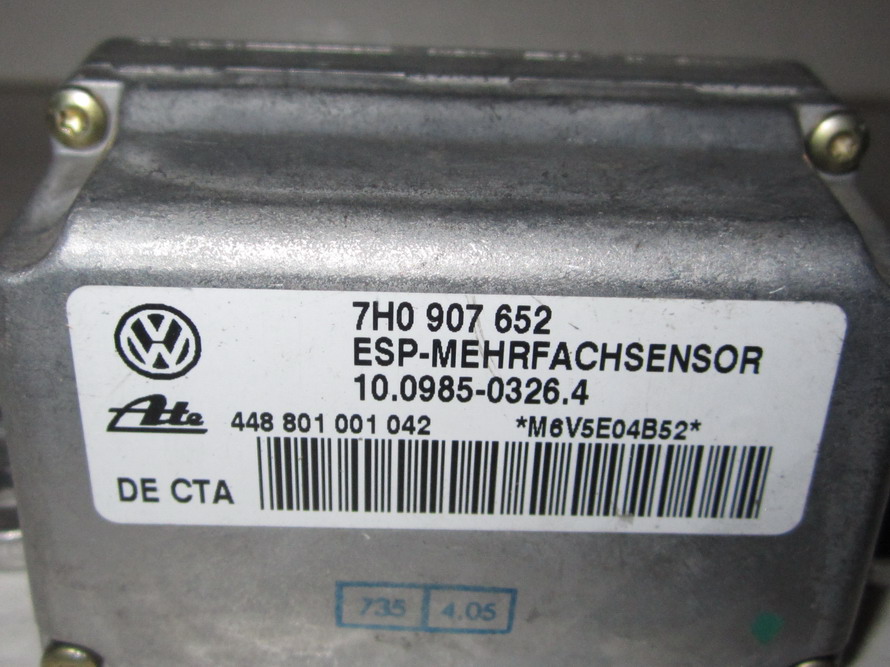 7H0 907 652
ESP-MEHRFACHSENSOR
10.0985-0326.4
Ate 448 801 001 042 *M6V5E04B52*
DE CTA
735 4.05